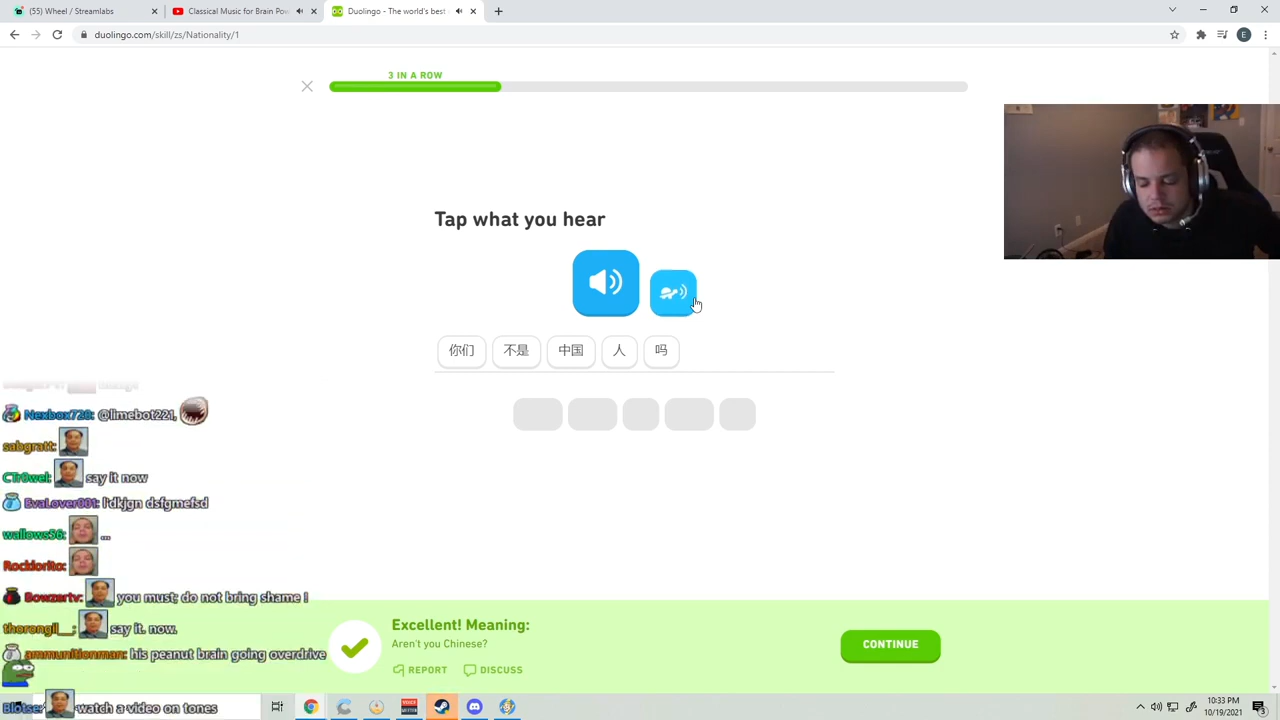 (55) Wheel / Streamlabs
Classical Music for Brain Pow
Duolingo - The world's best
duolingo.com/skill/zs/Nationality/1
E
3 IN A ROW
Tap what you hear
你们 不是 中国 人 吗
Nexbox720: @limebot221,
sabgratt:
CTr0wel: say it now
EvaLover001: l'dkjgn dsfgmefsd
wallows36: ...
Rockiorito:
Bowzertv: you must; do not bring shame !
thorongil__: say it. now.
ammunitionman: his peanut brain going overdrive
watch a video on tones
Excellent! Meaning:
Aren't you Chinese?
REPORT DISCUSS
CONTINUE
10:33 PM
10/19/2021